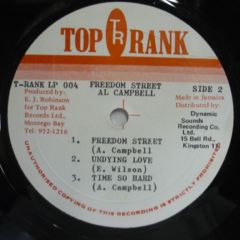 TOP RANK
TR
T-RANK LP 004
FREEDOM STREET
AL CAMPBELL
SIDE 2
Produced by:
E. J. Robinson
for Top Rank
Records Ltd.,
Montego Bay
Tel: 952-1216
Made in Jamaica
Distributed by:
Dynamic
Sounds
Recording Co.
Ltd.
15 Bell Rd.,
Kingston 11
1. FREEDOM STREET
(A. Campbell)
2. UNDYING LOVE
(E. Wilson)
3. TIME SO HARD
(A. Campbell)
UNAUTHORISED COPYING OF THIS RECORDING IS STRICTLY PROHIBITED